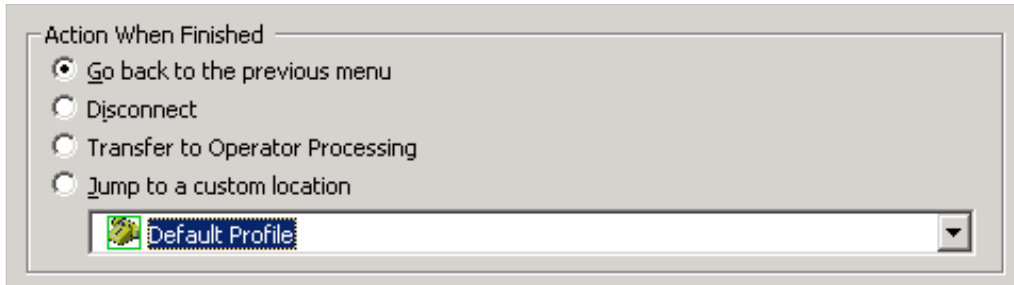 Action When Finished
Go back to the previous menu
Disconnect
Transfer to Operator Processing
Jump to a custom location
Default Profile